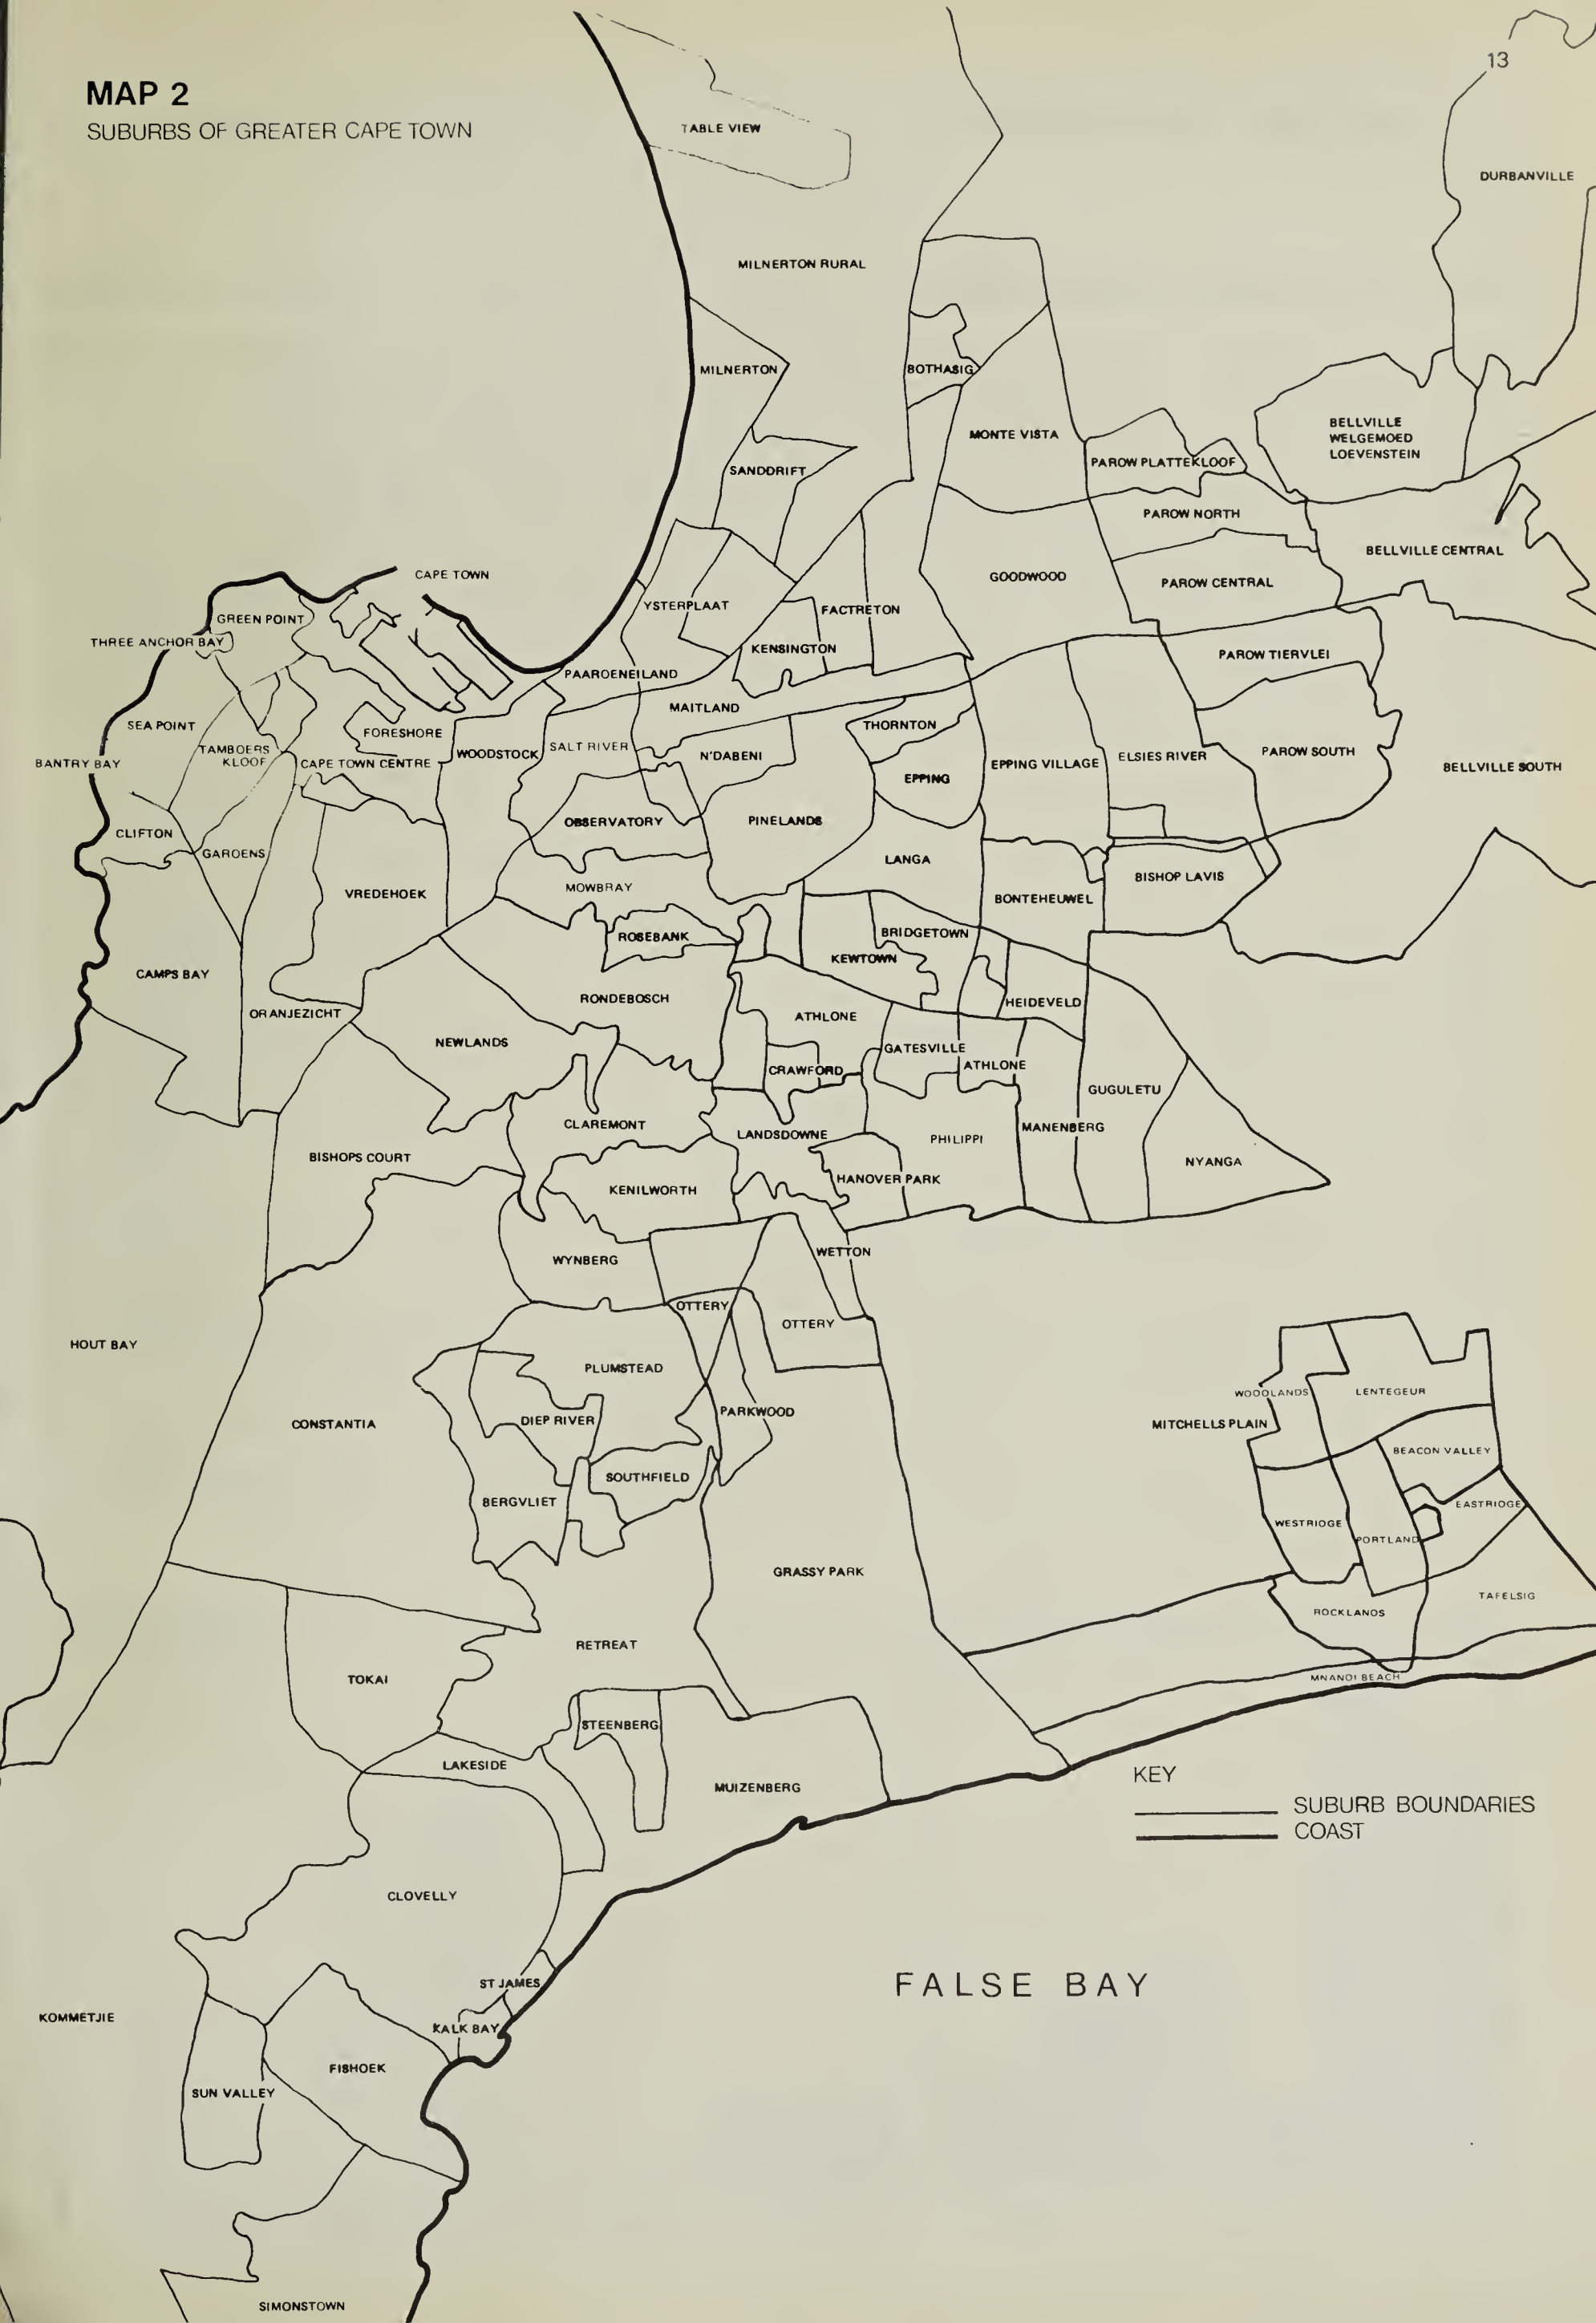 13
MAP 2
SUBURBS OF GREATER CAPE TOWN
TABLE VIEW
DURBANVILLE
MILNERTON RURAL
MILNERTON
BOTHASIG
MONTE VISTA
BELLVILLE
WELGEMOED
LOEVENSTEIN
PAROW PLATTEKLOOF
SANDDRIFT
PAROW NORTH
BELLVILLE CENTRAL
CAPE TOWN
GOODWOOD
PAROW CENTRAL
YSTERPLAAT
FACTRETON
GREEN POINT
THREE ANCHOR BAY
KENSINGTON
PAROW TIERVLEI
PAAROENEILAND
MAITLAND
SEA POINT
FORESHORE
THORNTON
TAMBOERS
KLOOF
WOODSTOCK
SALT RIVER
N'DABENI
BANTRY BAY
CAPE TOWN CENTRE
EPPING
EPPING VILLAGE
ELSIES RIVER
PAROW SOUTH
BELLVILLE SOUTH
OBSERVATORY
PINELANDS
CLIFTON
GARDENS
LANGA
MOWBRAY
VREDEHOEK
BONTEHEUWEL
BISHOP LAVIS
ROSEBANK
BRIDGETOWN
KEWTOWN
CAMPS BAY
RONDEBOSCH
HEIDEVELD
ORANJEZICHT
ATHLONE
NEWLANDS
GATESVILLE
CRAWFORD
ATHLONE
GUGULETU
CLAREMONT
LANDSDOWNE
PHILIPPI
MANENBERG
BISHOPS COURT
NYANGA
KENILWORTH
HANOVER PARK
WYNBERG
WETTON
OTTERY
OTTERY
HOUT BAY
PLUMSTEAD
WOODLANDS
LENTEGEUR
CONSTANTIA
DIEP RIVER
PARKWOOD
MITCHELLS PLAIN
BEACON VALLEY
SOUTHFIELD
BERGVLIET
EASTRIOGE
WESTRIOGE
PORTLAND
GRASSY PARK
TAFELSIG
ROCKLANOS
RETREAT
TOKAI
MNANOI BEACH
STEENBERG
LAKESIDE
MUIZENBERG
KEY
SUBURB BOUNDARIES
COAST
CLOVELLY
ST JAMES
FALSE BAY
KOMMETJIE
KALK BAY
FISHOEK
SUN VALLEY
SIMONSTOWN